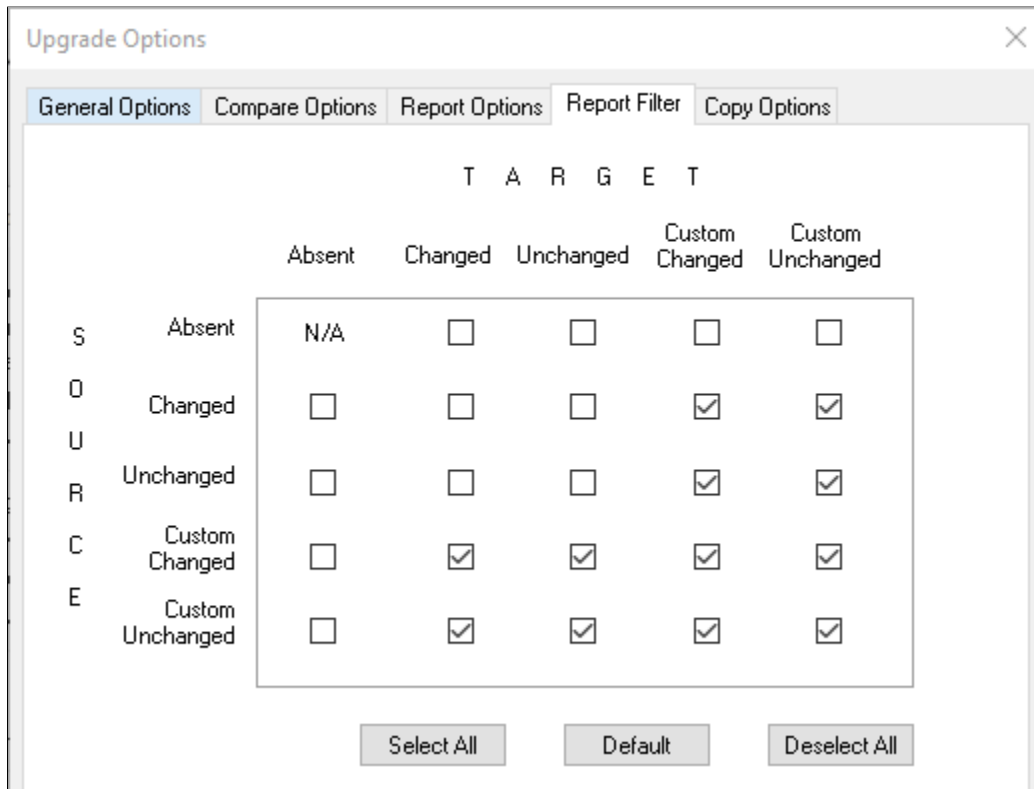 Upgrade Options
General Options Compare Options Report Options Report Filter Copy Options
T A R G E T
Absent Changed Unchanged Custom Changed Custom Unchanged
S
O
U
R
C
E
Absent N/A
Changed
Unchanged
Custom
Changed
Custom
Unchanged
Select All Default Deselect All